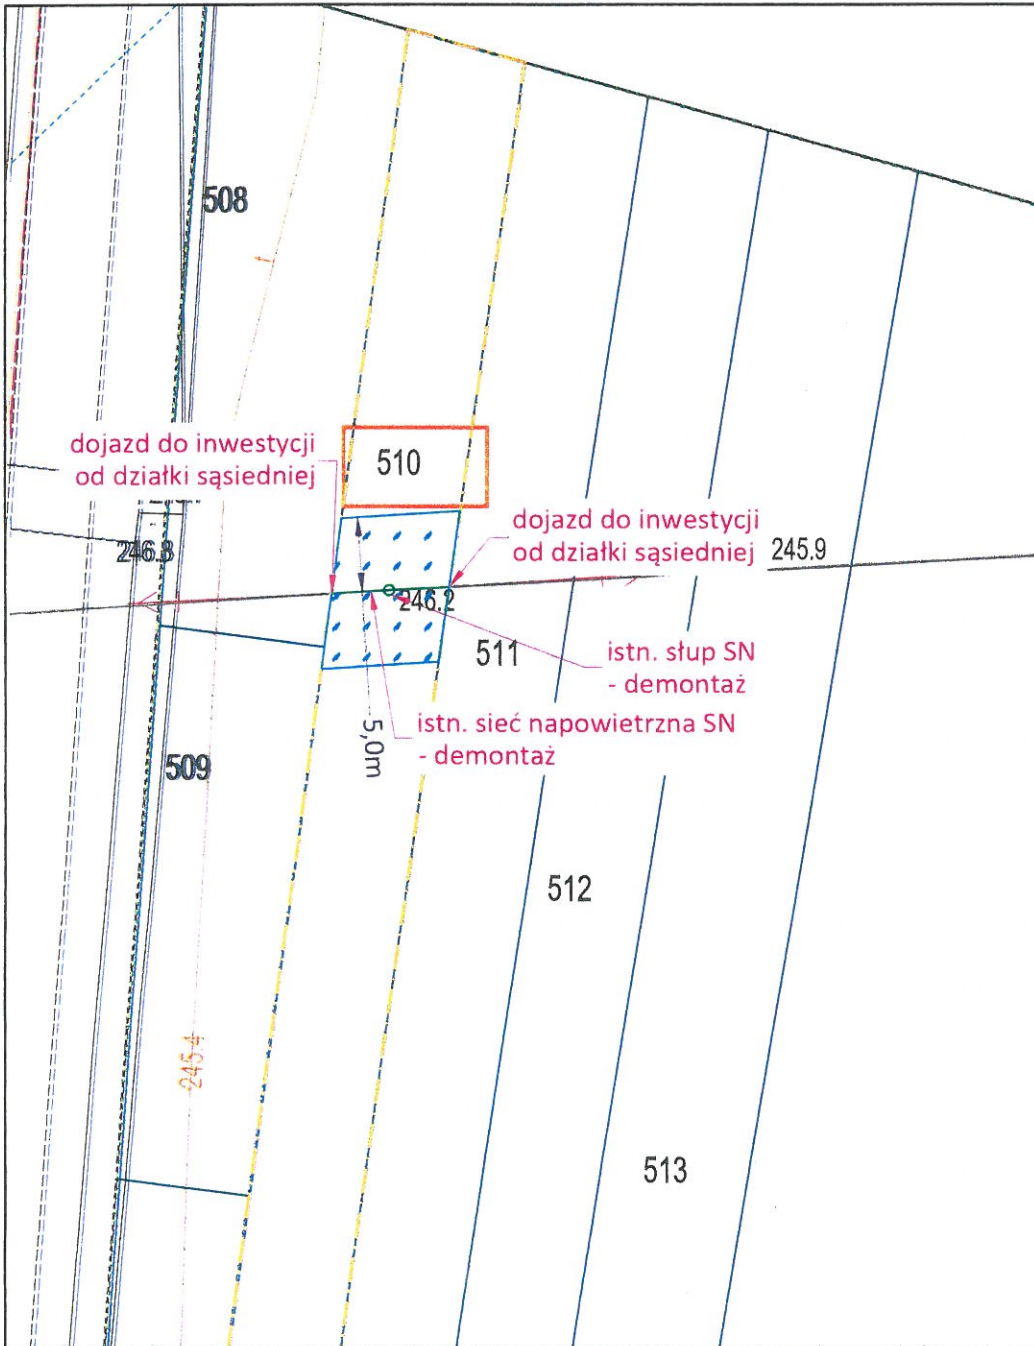 508
dojazd do inwestycji
od działki sąsiedniej
510
dojazd do inwestycji
od działki sąsiedniej
245.9
246.3
246.2
511
istn. słup SN
- demontaż
istn. sieć napowietrzna SN
- demontaż
5,0m
509
512
245.4
513